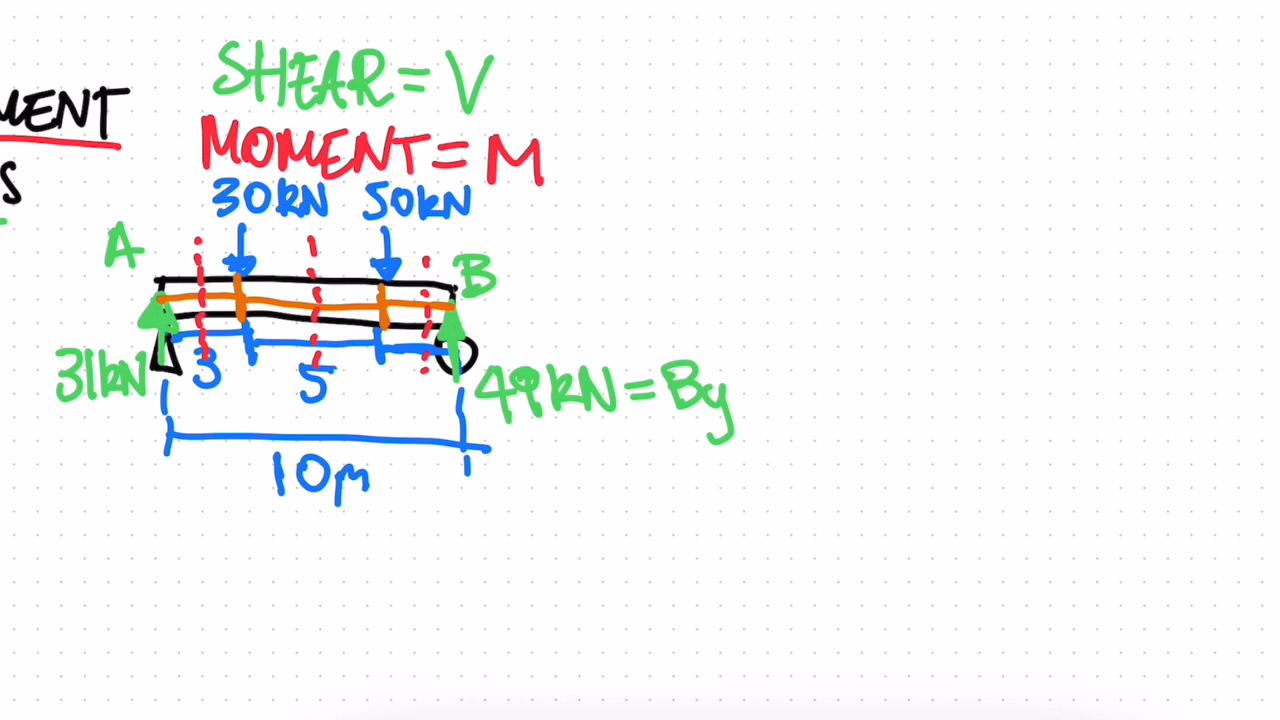 SHEAR = V
MENT
MOMENT = M
S
30kN 50kN
A
B
31kN
3
5
49kN = By
10m